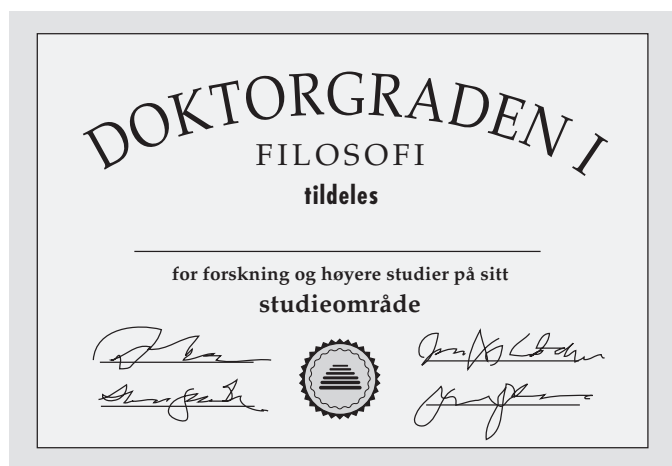 DOKTORGRADEN I
FILOSOFI
tildeles
for forskning og høyere studier på sitt
studieområde